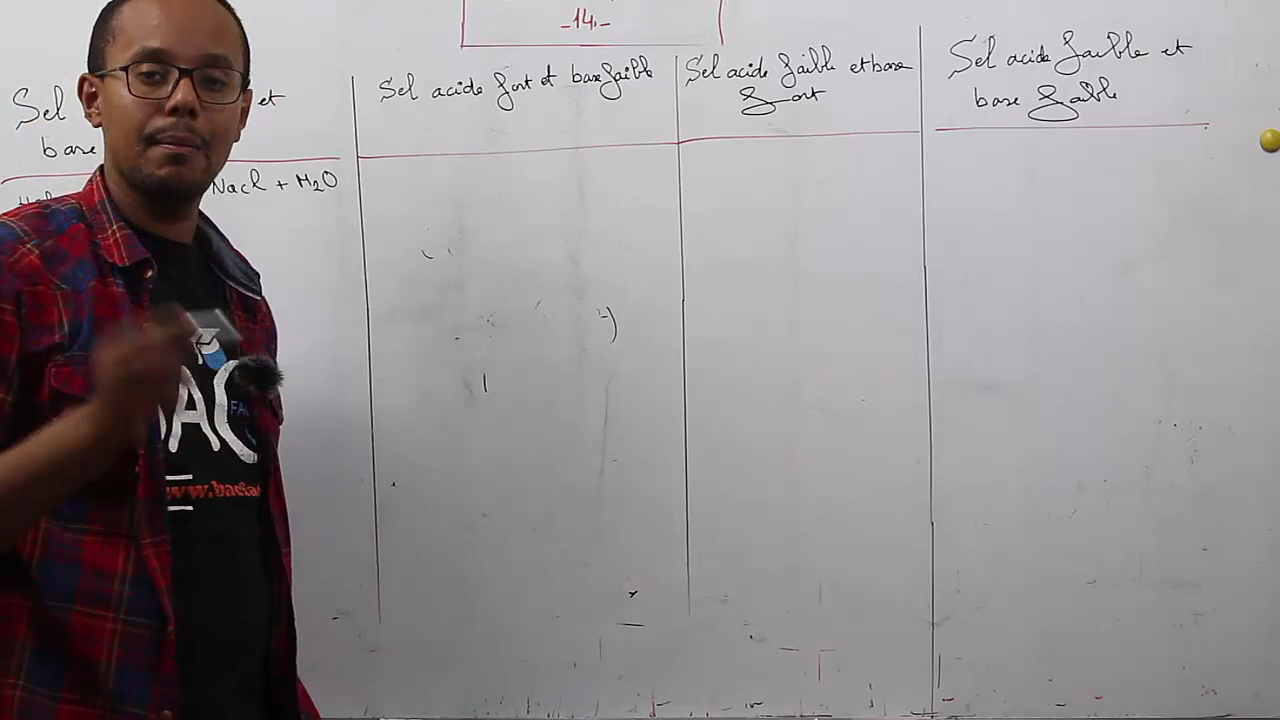 -14-
Sel et
base
NaCl + H2O
Sel acide fort et base faible
Sel acide faible et base
fort
Sel acide faible et
base faible